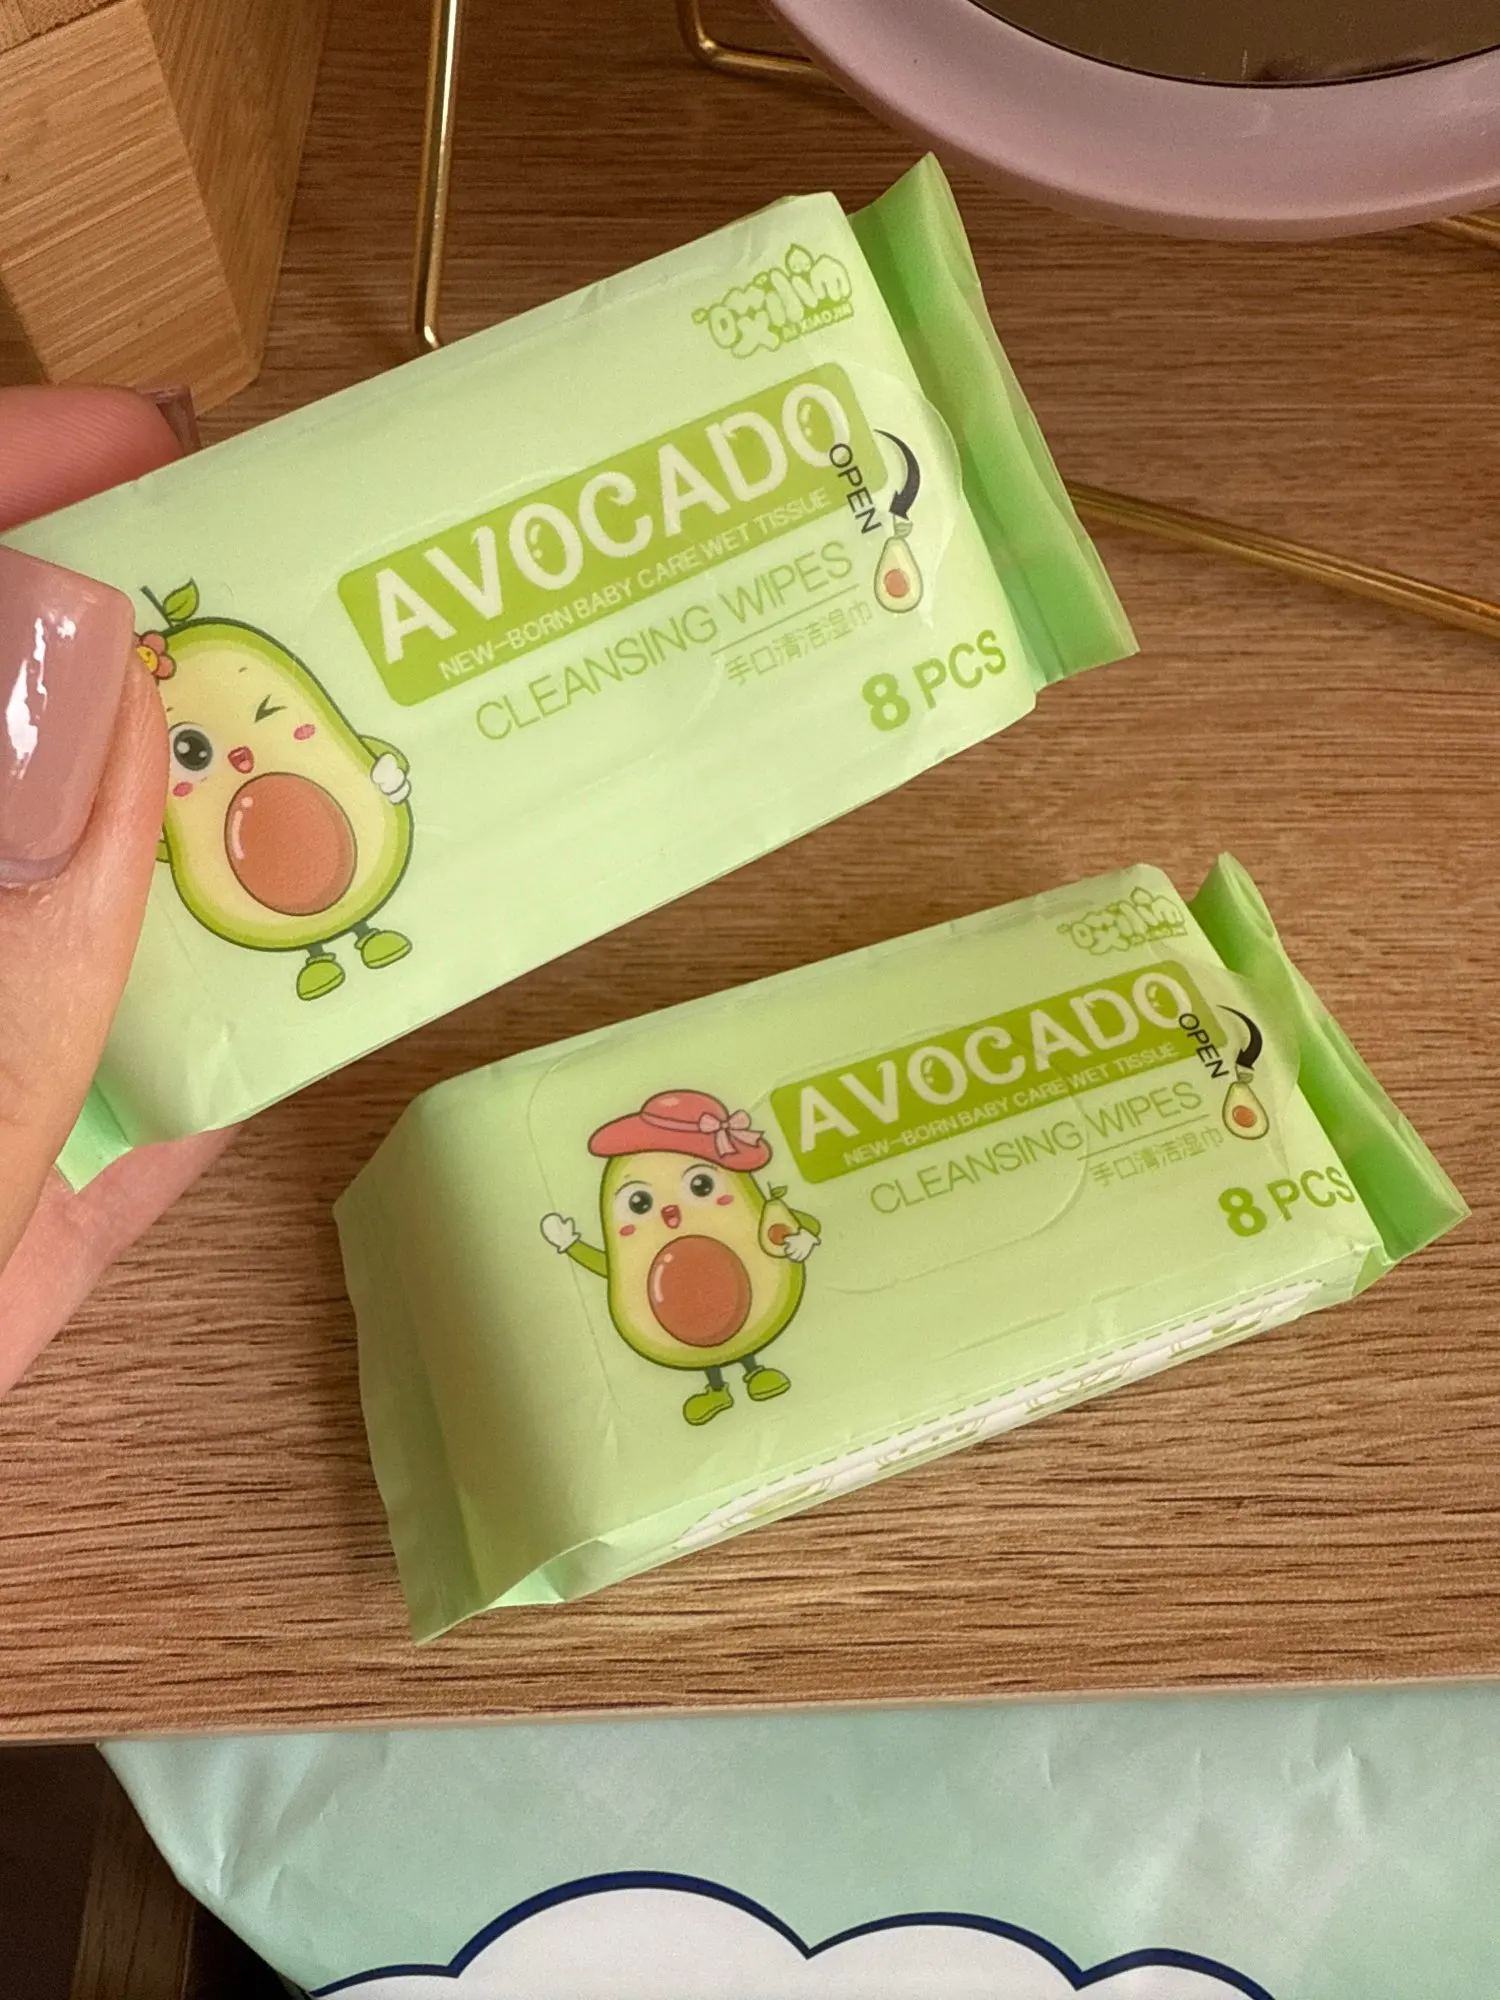 AVOCADO
NEW-BORN BABY CARE WET TISSUE
CLEANSING WIPES
手口清洁湿巾
OPEN
8 PCS
AVOCADO
NEW-BORN BABY CARE WET TISSUE
CLEANSING WIPES
手口清洁湿巾
OPEN
8 PCS